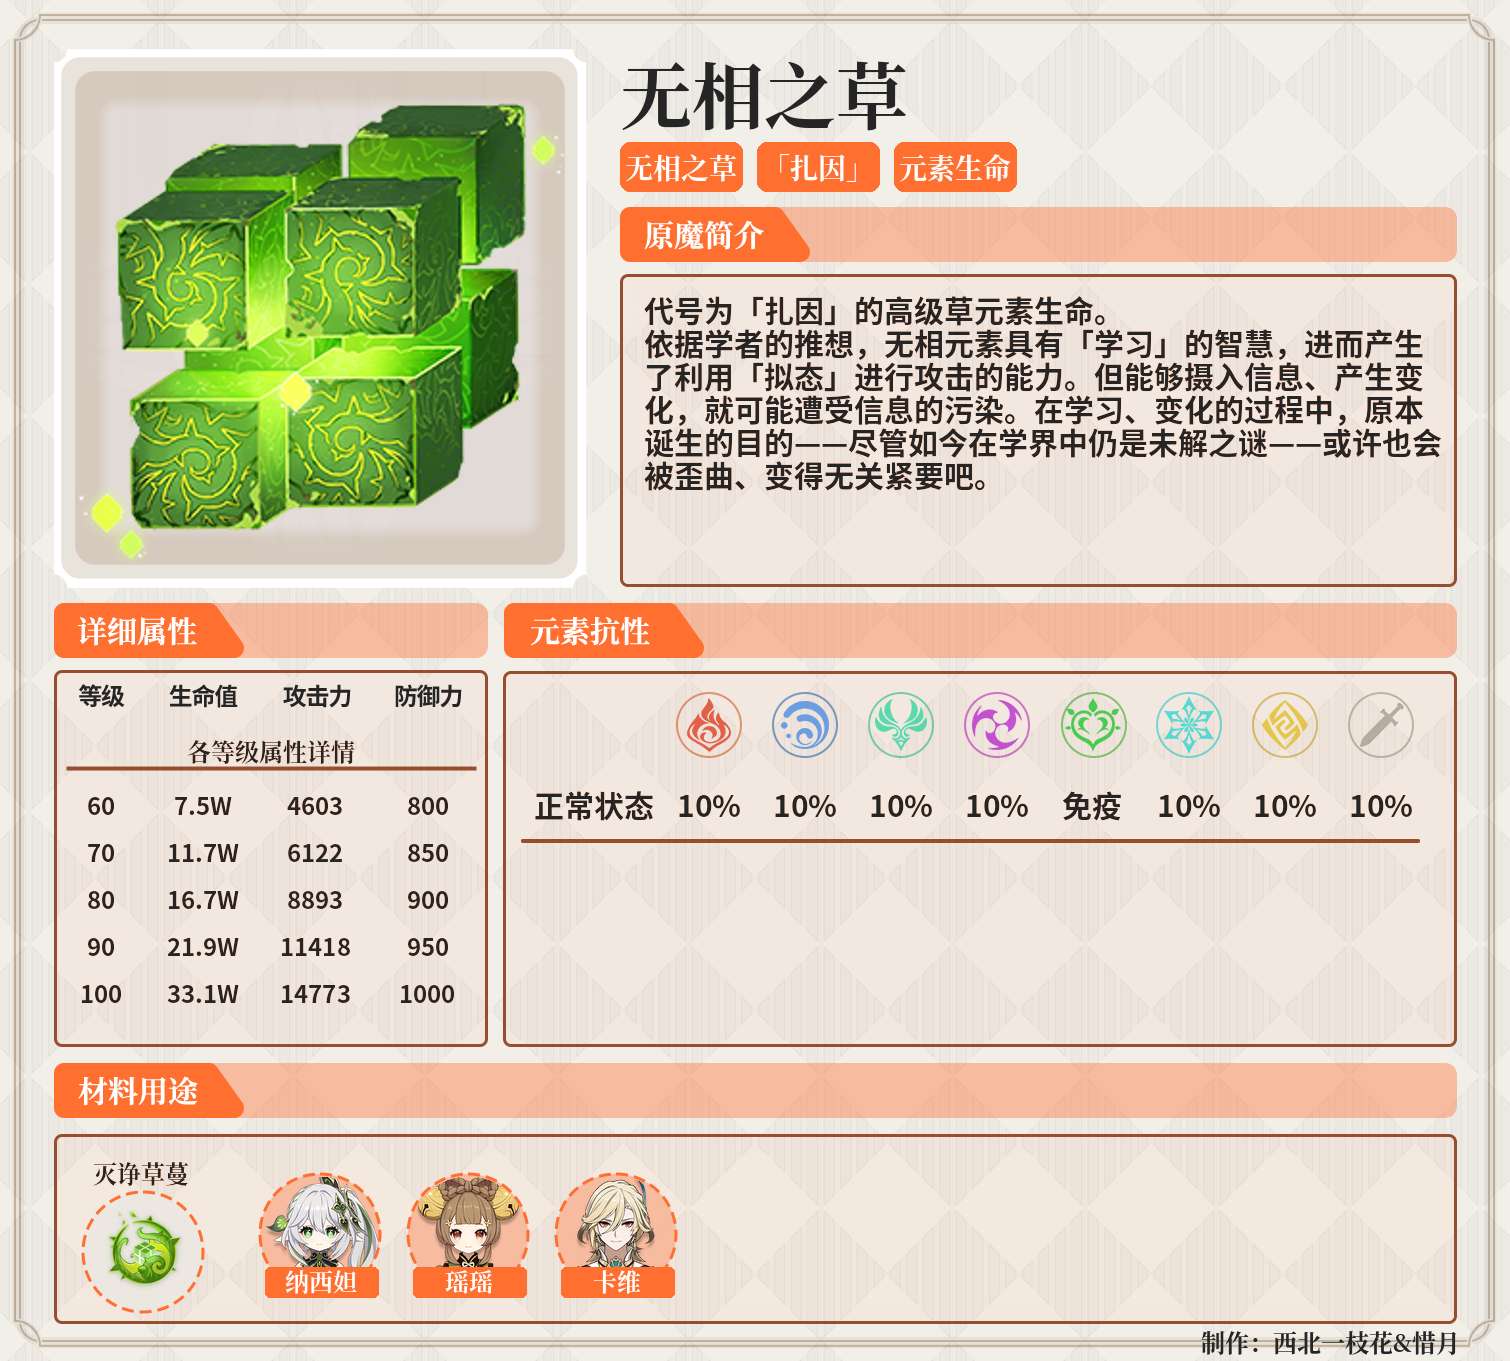 无相之草
无相之草 「扎因」 元素生命
原魔简介
代号为「扎因」的高级草元素生命。
依据学者的推想，无相元素具有「学习」的智慧，进而产生
了利用「拟态」进行攻击的能力。但能够摄入信息、产生变
化，就可能遭受信息的污染。在学习、变化的过程中，原本
诞生的目的——尽管如今在学界中仍是未解之谜——或许也会
被歪曲、变得无关紧要吧。
详细属性
等级 生命值 攻击力 防御力
各等级属性详情
60 7.5W 4603 800
70 11.7W 6122 850
80 16.7W 8893 900
90 21.9W 11418 950
100 33.1W 14773 1000
元素抗性
正常状态 10% 10% 10% 10% 免疫 10% 10% 10%
材料用途
灭诤草蔓
纳西妲 瑶瑶 卡维
制作：西北一枝花&惜月